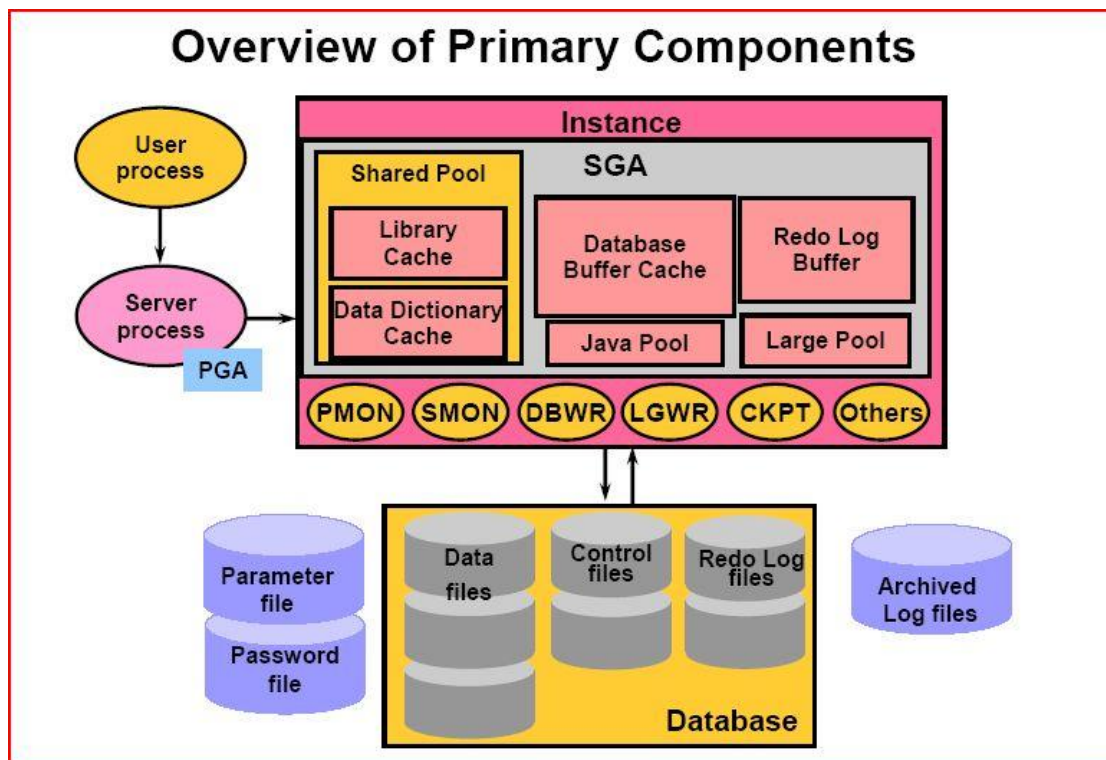 Overview of Primary Components
User
process
Server
process
PGA
Instance
SGA
Shared Pool
Library
Cache
Data Dictionary
Cache
Database
Buffer Cache
Redo Log
Buffer
Java Pool
Large Pool
PMON
SMON
DBWR
LGWR
CKPT
Others
Parameter
file
Password
file
Data
files
Control
files
Redo Log
files
Database
Archived
Log files